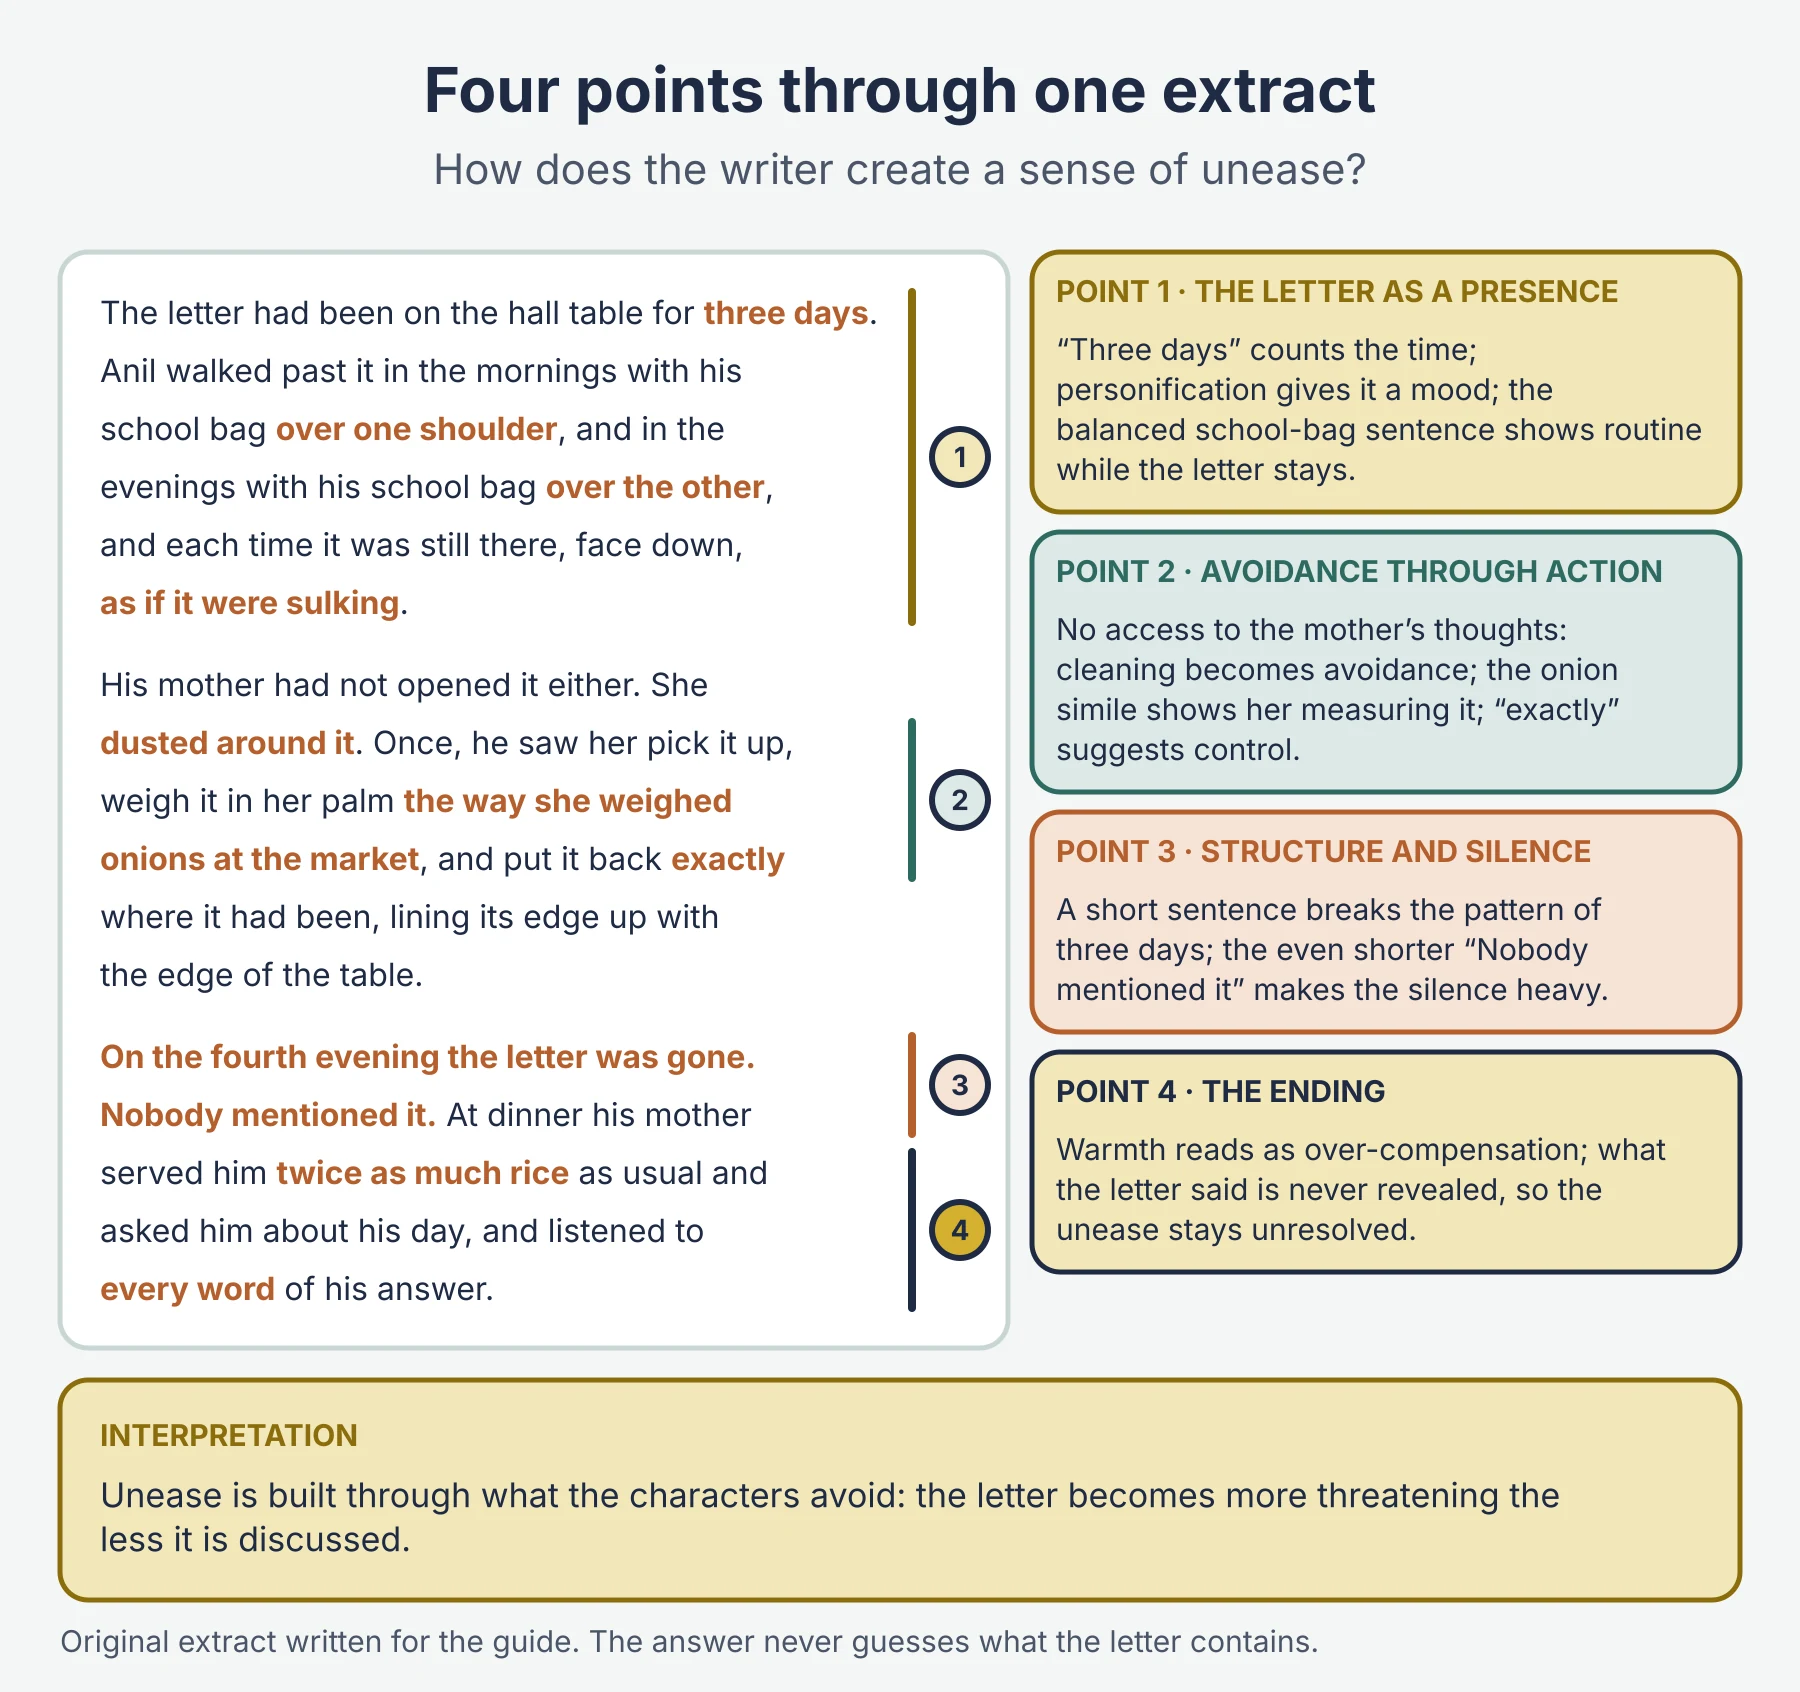 Four points through one extract
How does the writer create a sense of unease?
The letter had been on the hall table for three days.
Anil walked past it in the mornings with his
school bag over one shoulder, and in the
evenings with his school bag over the other,
and each time it was still there, face down,
as if it were sulking.
1
His mother had not opened it either. She
dusted around it. Once, he saw her pick it up,
weigh it in her palm the way she weighed
onions at the market, and put it back exactly
where it had been, lining its edge up with
the edge of the table.
2
On the fourth evening the letter was gone.
Nobody mentioned it. At dinner his mother
served him twice as much rice as usual and
asked him about his day, and listened to
every word of his answer.
3
4
POINT 1 · THE LETTER AS A PRESENCE
“Three days” counts the time;
personification gives it a mood; the
balanced school-bag sentence shows routine
while the letter stays.
POINT 2 · AVOIDANCE THROUGH ACTION
No access to the mother’s thoughts:
cleaning becomes avoidance; the onion
simile shows her measuring it; “exactly”
suggests control.
POINT 3 · STRUCTURE AND SILENCE
A short sentence breaks the pattern of
three days; the even shorter “Nobody
mentioned it” makes the silence heavy.
POINT 4 · THE ENDING
Warmth reads as over-compensation; what
the letter said is never revealed, so the
unease stays unresolved.
INTERPRETATION
Unease is built through what the characters avoid: the letter becomes more threatening the
less it is discussed.
Original extract written for the guide. The answer never guesses what the letter contains.